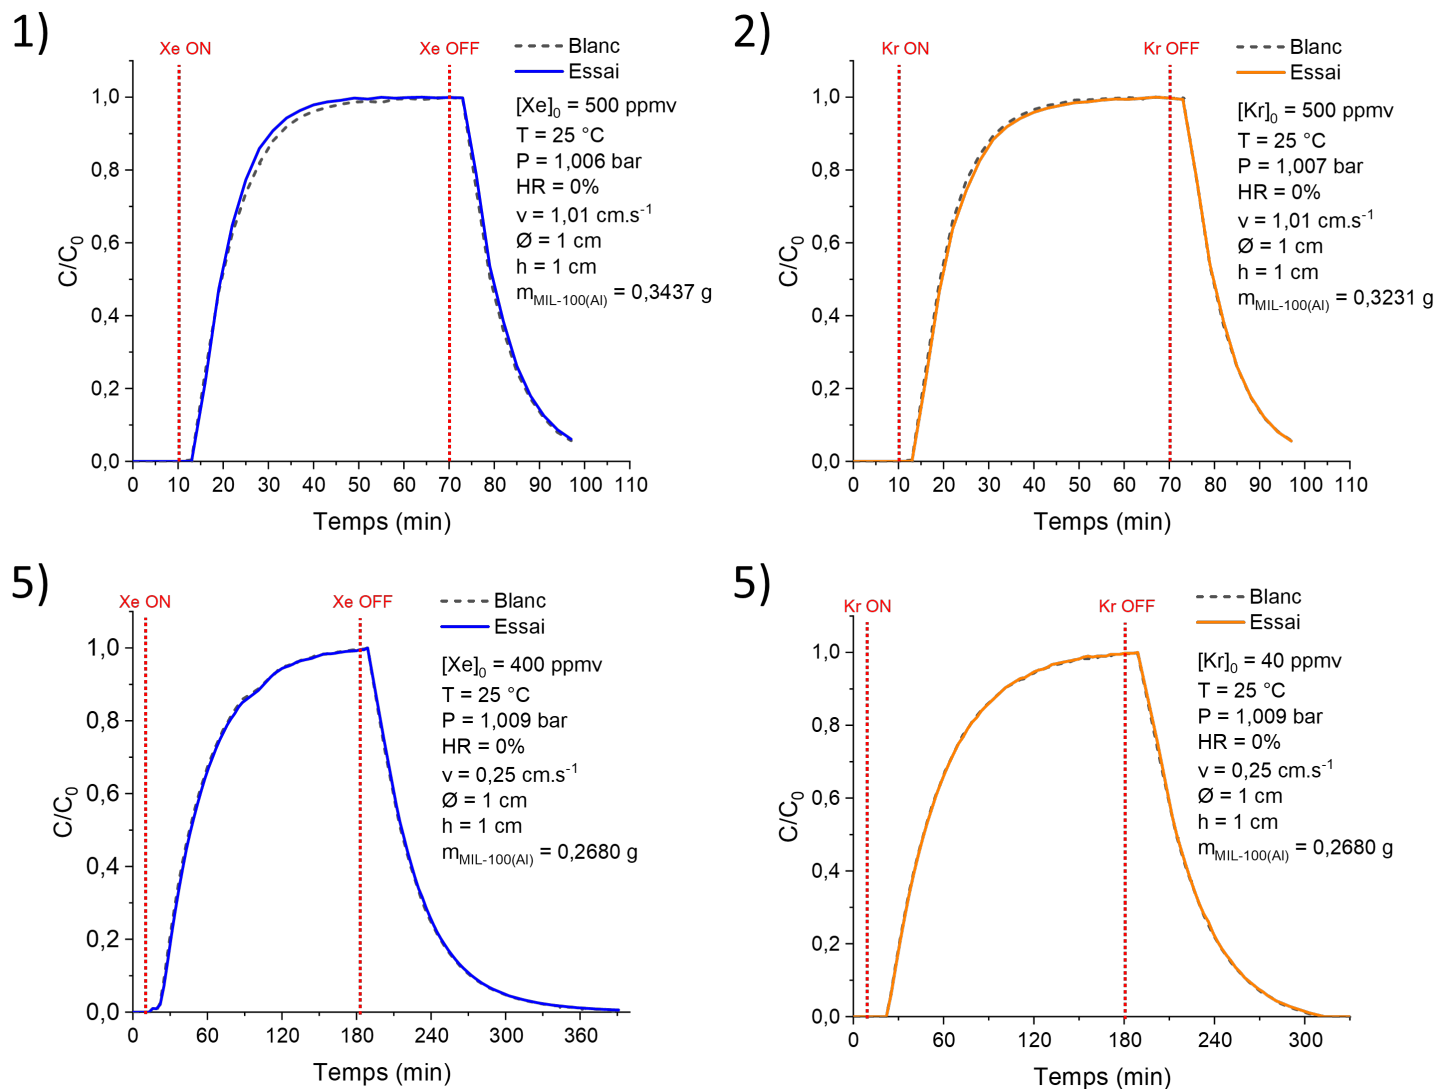 1)
Xe ON
Xe OFF
Blanc
Essai
[Xe]0 = 500 ppmv
T = 25 °C
P = 1,006 bar
HR = 0%
v = 1,01 cm.s-1
Ø = 1 cm
h = 1 cm
mMIL-100(Al) = 0,3437 g
C/C0
1,0
0,8
0,6
0,4
0,2
0,0
0 10 20 30 40 50 60 70 80 90 100 110
Temps (min)
2)
Kr ON
Kr OFF
Blanc
Essai
[Kr]0 = 500 ppmv
T = 25 °C
P = 1,007 bar
HR = 0%
v = 1,01 cm.s-1
Ø = 1 cm
h = 1 cm
mMIL-100(Al) = 0,3231 g
C/C0
1,0
0,8
0,6
0,4
0,2
0,0
0 10 20 30 40 50 60 70 80 90 100 110
Temps (min)
5)
Xe ON
Xe OFF
Blanc
Essai
[Xe]0 = 400 ppmv
T = 25 °C
P = 1,009 bar
HR = 0%
v = 0,25 cm.s-1
Ø = 1 cm
h = 1 cm
mMIL-100(Al) = 0,2680 g
C/C0
1,0
0,8
0,6
0,4
0,2
0,0
0 60 120 180 240 300 360
Temps (min)
5)
Kr ON
Kr OFF
Blanc
Essai
[Kr]0 = 40 ppmv
T = 25 °C
P = 1,009 bar
HR = 0%
v = 0,25 cm.s-1
Ø = 1 cm
h = 1 cm
mMIL-100(Al) = 0,2680 g
C/C0
1,0
0,8
0,6
0,4
0,2
0,0
0 60 120 180 240 300
Temps (min)